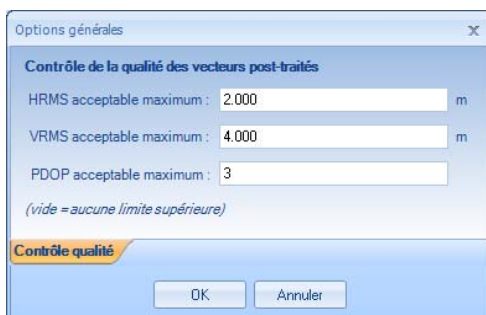 Options générales x
Contrôle de la qualité des vecteurs post-traités
HRMS acceptable maximum : 2.000 m
VRMS acceptable maximum : 4.000 m
PDOP acceptable maximum : 3
(vide =aucune limite supérieure)
Contrôle qualité
OK Annuler